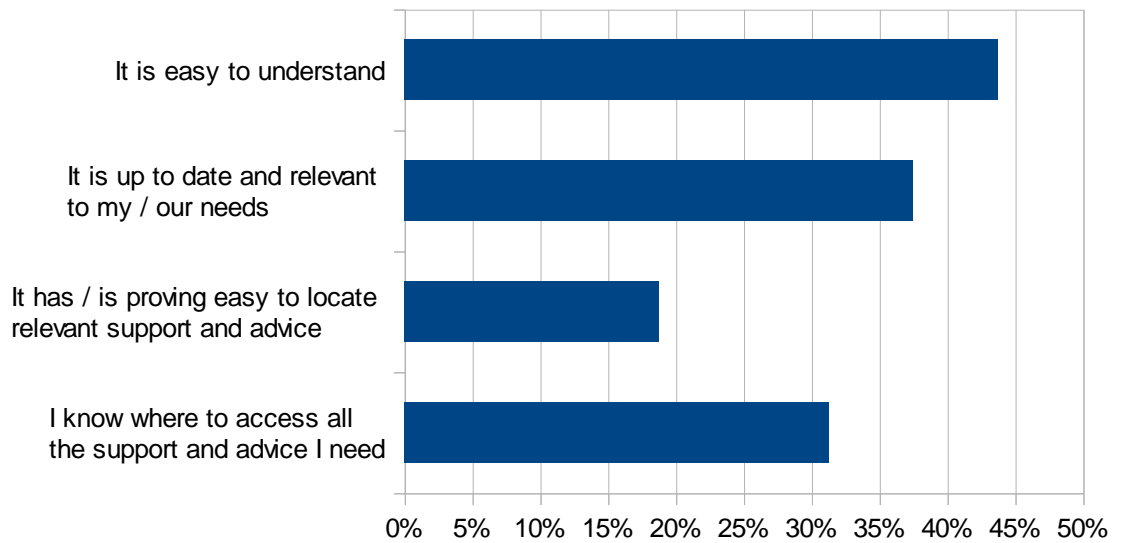 It is easy to understand
It is up to date and relevant
to my / our needs
It has / is proving easy to locate
relevant support and advice
I know where to access all
the support and advice I need
0% 5% 10% 15% 20% 25% 30% 35% 40% 45% 50%